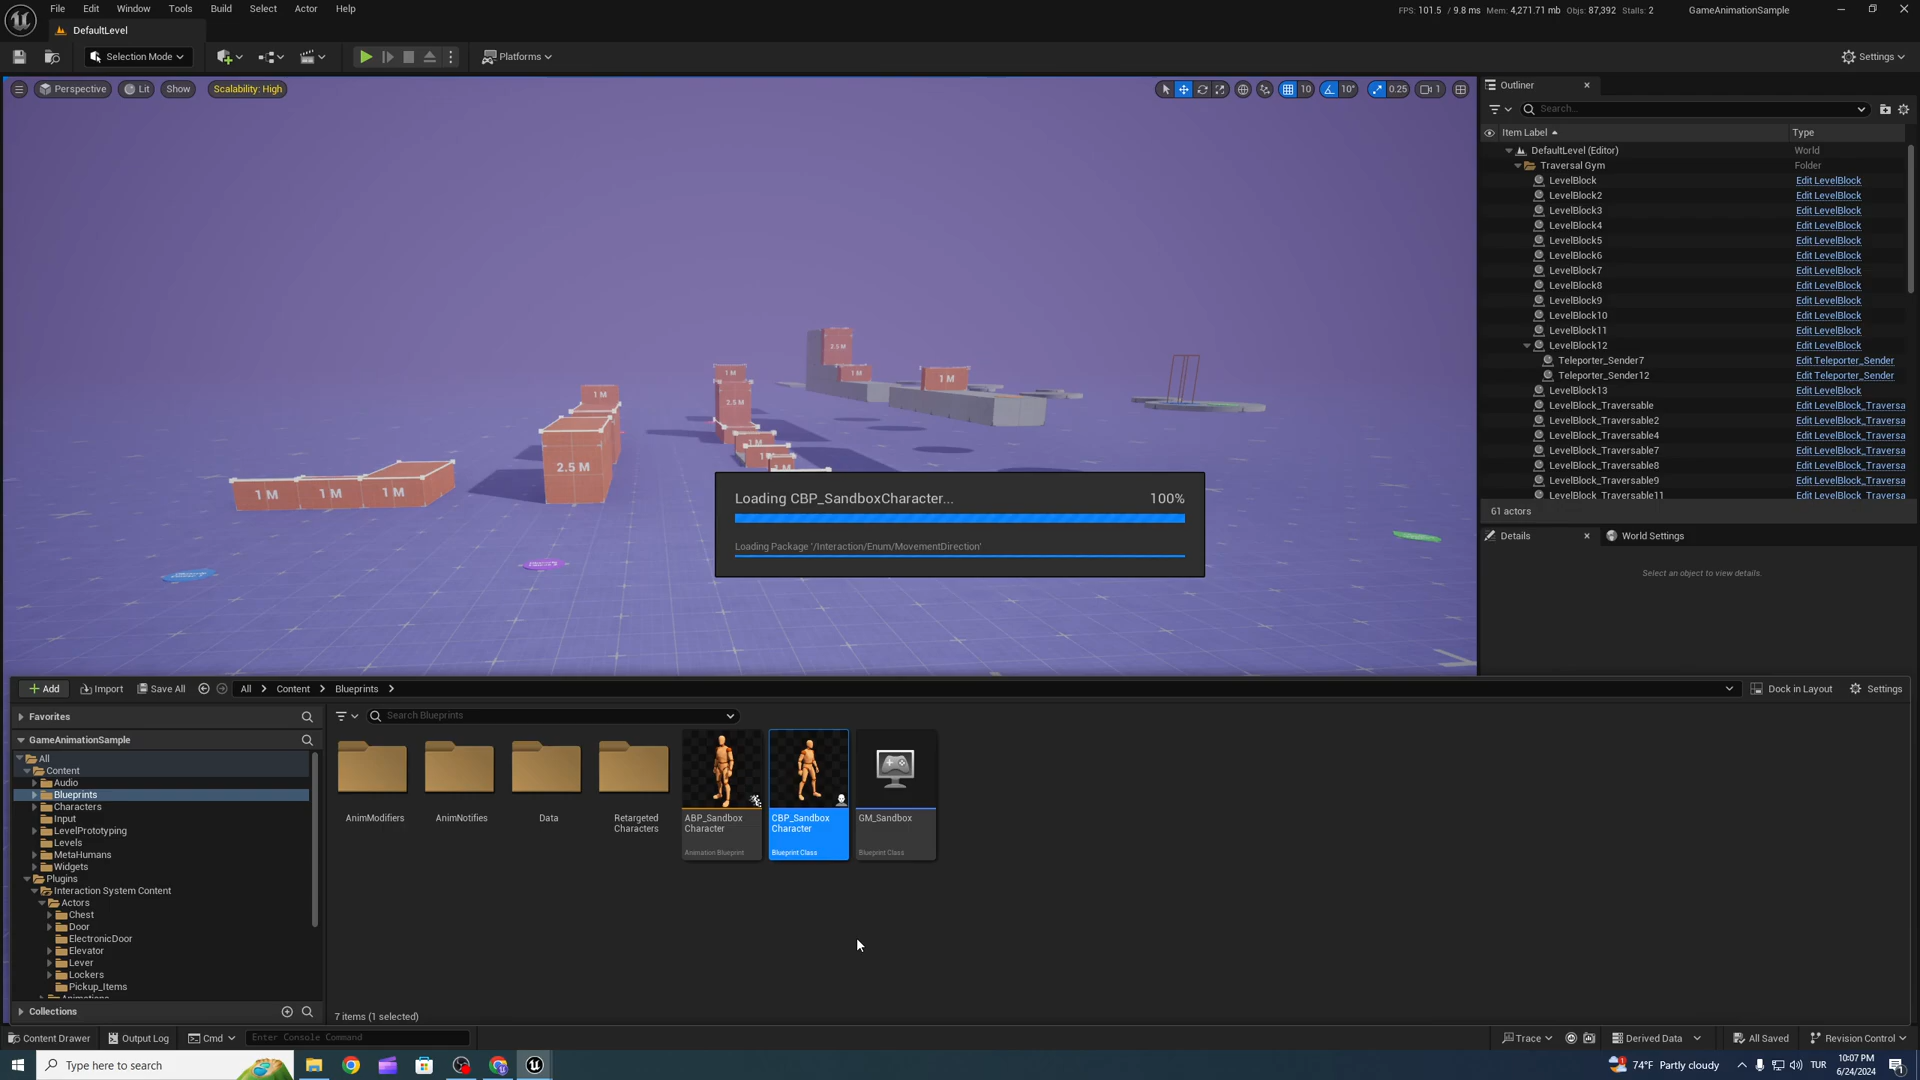 File Edit Window Tools Build Select Actor Help
FPS: 101.5 / 9.8 ms Mem: 4,271.71 mb Objs: 87,392 Stalls: 2
GameAnimationSample
DefaultLevel
Selection Mode
Platforms
Settings
Perspective Lit Show Scalability: High
10 10° 0.25 1
Outliner
Search...
Item Label Type
DefaultLevel (Editor) World
Traversal Gym Folder
LevelBlock Edit LevelBlock
LevelBlock2 Edit LevelBlock
LevelBlock3 Edit LevelBlock
LevelBlock4 Edit LevelBlock
LevelBlock5 Edit LevelBlock
LevelBlock6 Edit LevelBlock
LevelBlock7 Edit LevelBlock
LevelBlock8 Edit LevelBlock
LevelBlock9 Edit LevelBlock
LevelBlock10 Edit LevelBlock
LevelBlock11 Edit LevelBlock
LevelBlock12 Edit LevelBlock
Teleporter_Sender7 Edit Teleporter_Sender
Teleporter_Sender12 Edit Teleporter_Sender
LevelBlock13 Edit LevelBlock
LevelBlock_Traversable Edit LevelBlock_Traversa
LevelBlock_Traversable2 Edit LevelBlock_Traversa
LevelBlock_Traversable4 Edit LevelBlock_Traversa
LevelBlock_Traversable7 Edit LevelBlock_Traversa
LevelBlock_Traversable8 Edit LevelBlock_Traversa
LevelBlock_Traversable9 Edit LevelBlock_Traversa
LevelBlock_Traversable11 Edit LevelBlock_Traversa
61 actors
Details World Settings
Select an object to view details.
2.5 M
1 M
1 M
1 M
1 M
2.5 M
1 M
2.5 M
1 M 1 M 1 M
Loading CBP_SandboxCharacter... 100%
Loading Package '/Interaction/Enum/MovementDirection'
Add Import Save All All Content Blueprints
Dock in Layout Settings
Favorites
Search Blueprints
GameAnimationSample
All
Content
Audio
Blueprints
Characters
Input
LevelPrototyping
Levels
MetaHumans
Widgets
Plugins
Interaction System Content
Actors
Chest
Door
ElectronicDoor
Elevator
Lever
Lockers
Pickup_Items
Animations
Collections
AnimModifiers
AnimNotifies
Data
Retargeted Characters
ABP_Sandbox Character
Animation Blueprint
CBP_Sandbox Character
Blueprint Class
GM_Sandbox
Blueprint Class
7 items (1 selected)
Content Drawer Output Log Cmd Enter Console Command
Trace Derived Data All Saved Revision Control
Type here to search
74°F Partly cloudy
TUR
10:07 PM
6/24/2024